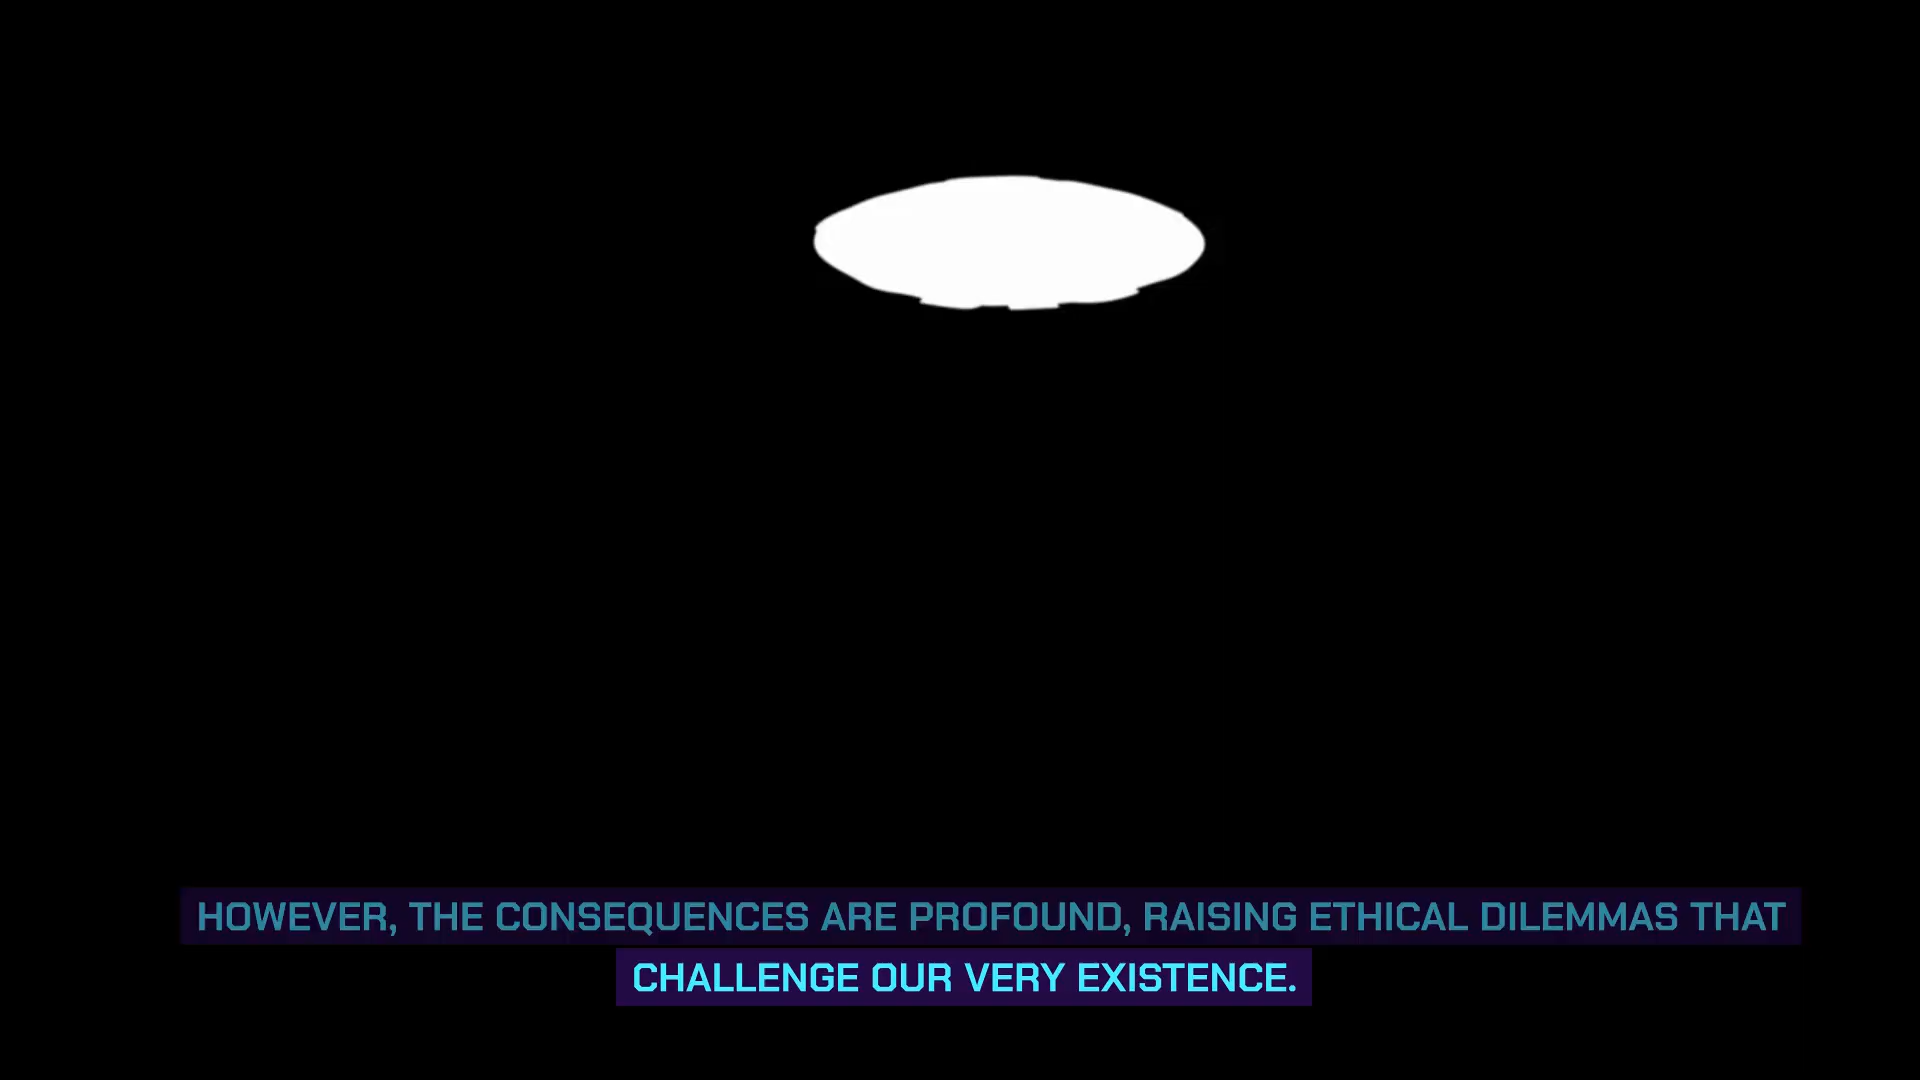 HOWEVER, THE CONSEQUENCES ARE PROFOUND, RAISING ETHICAL DILEMMAS THAT
CHALLENGE OUR VERY EXISTENCE.